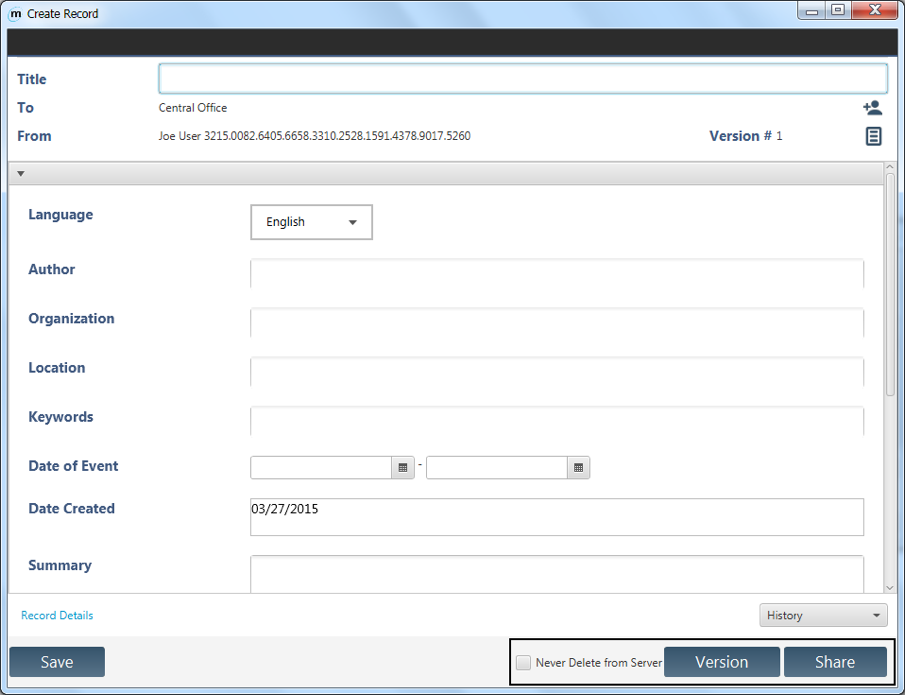 m Create Record
Title
To Central Office
From Joe User 3215.0082.6405.6658.3310.2528.1591.4378.9017.5260 Version # 1
Language English
Author
Organization
Location
Keywords
Date of Event -
Date Created 03/27/2015
Summary
Record Details History
Save Never Delete from Server Version Share